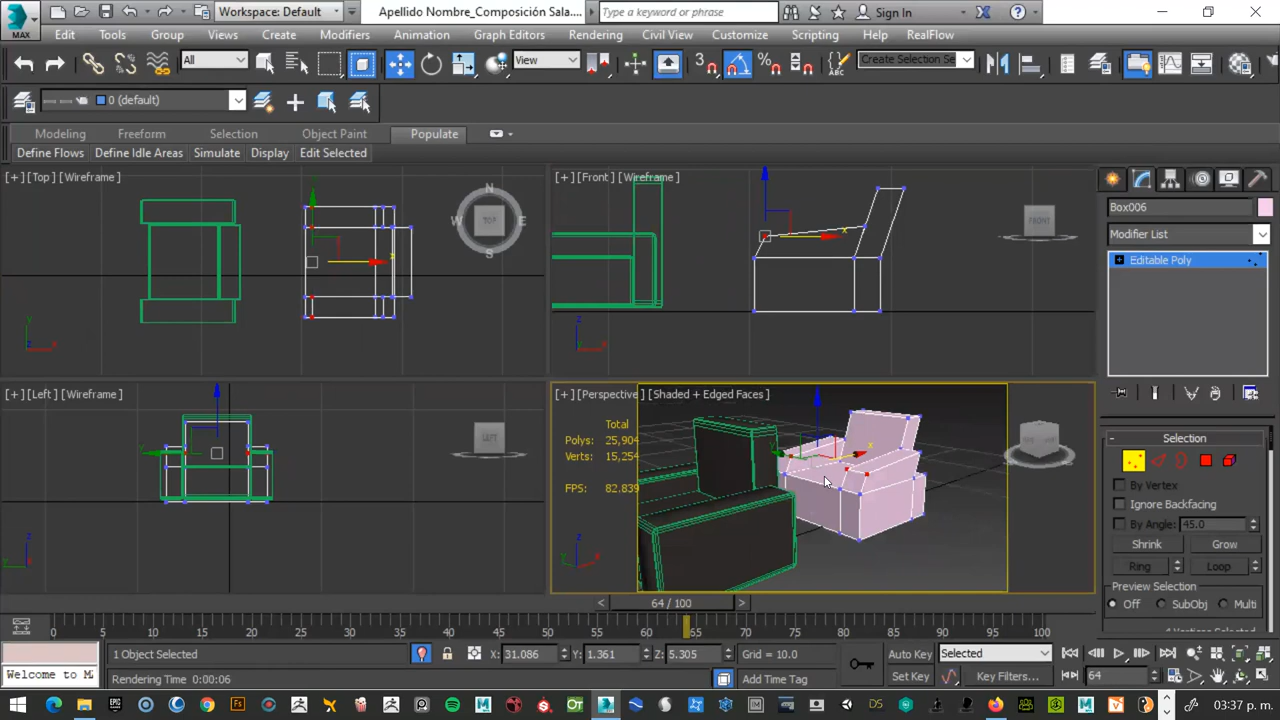 MAX
Workspace: Default
Apellido Nombre_Composición Sala....
Type a keyword or phrase
Sign In
Edit Tools Group Views Create Modifiers Animation Graph Editors Rendering Civil View Customize Scripting Help RealFlow
All
View
3
%
ABC
Create Selection Se
0 (default)
Modeling Freeform Selection Object Paint Populate
Define Flows Define Idle Areas Simulate Display Edit Selected
[+] [Top] [Wireframe]
N
W TOP E
S
[+] [Front] [Wireframe]
FRONT
x
z
Box006
Modifier List
Editable Poly
[+] [Left] [Wireframe]
LEFT
[+] [Perspective] [Shaded + Edged Faces]
Total
Polys: 25,904
Verts: 15,254
FPS: 82.839
Selection
By Vertex
Ignore Backfacing
By Angle: 45.0
Shrink Grow
Ring Loop
Preview Selection
Off SubObj Multi
< 64 / 100 >
0 5 10 15 20 25 30 35 40 45 50 55 60 65 70 75 80 85 90 95 100
1 Object Selected
X: 31.086 Y: 1.361 Z: 5.305 Grid = 10.0
Auto Key Selected
Welcome to M
Rendering Time 0:00:06
Add Time Tag
Set Key Key Filters... 64
03:37 p. m.